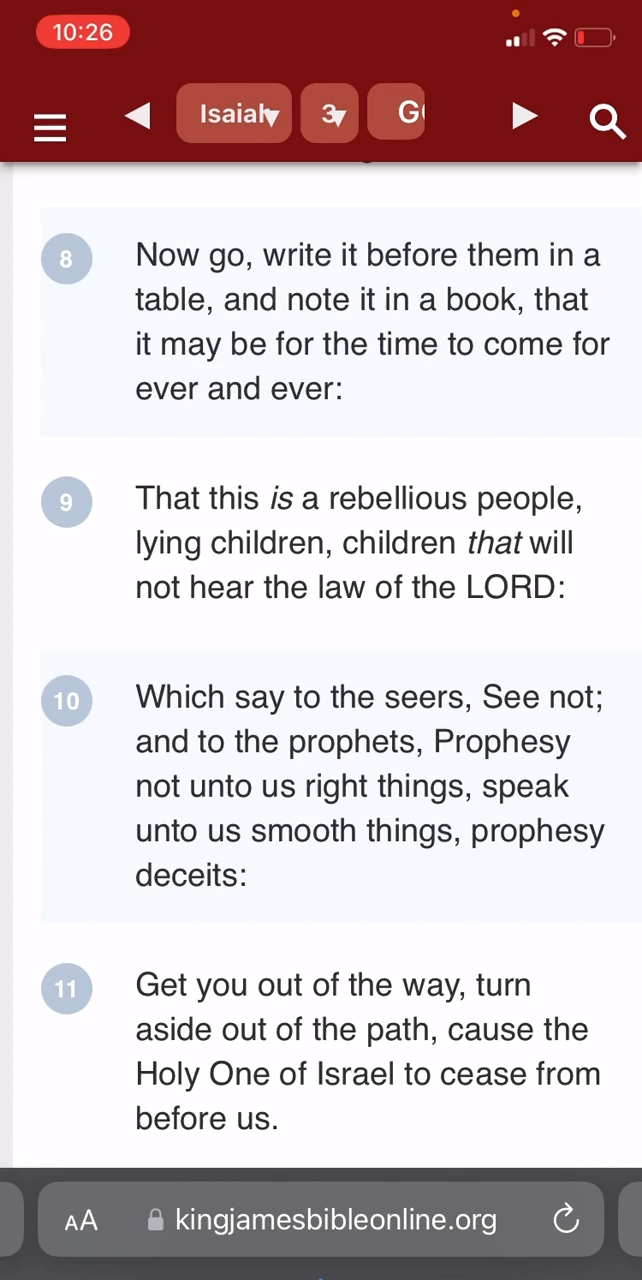 10:26
Isaiah
3
G
8
Now go, write it before them in a
table, and note it in a book, that
it may be for the time to come for
ever and ever:
9
That this is a rebellious people,
lying children, children that will
not hear the law of the LORD:
10
Which say to the seers, See not;
and to the prophets, Prophesy
not unto us right things, speak
unto us smooth things, prophesy
deceits:
11
Get you out of the way, turn
aside out of the path, cause the
Holy One of Israel to cease from
before us.
AA kingjamesbibleonline.org